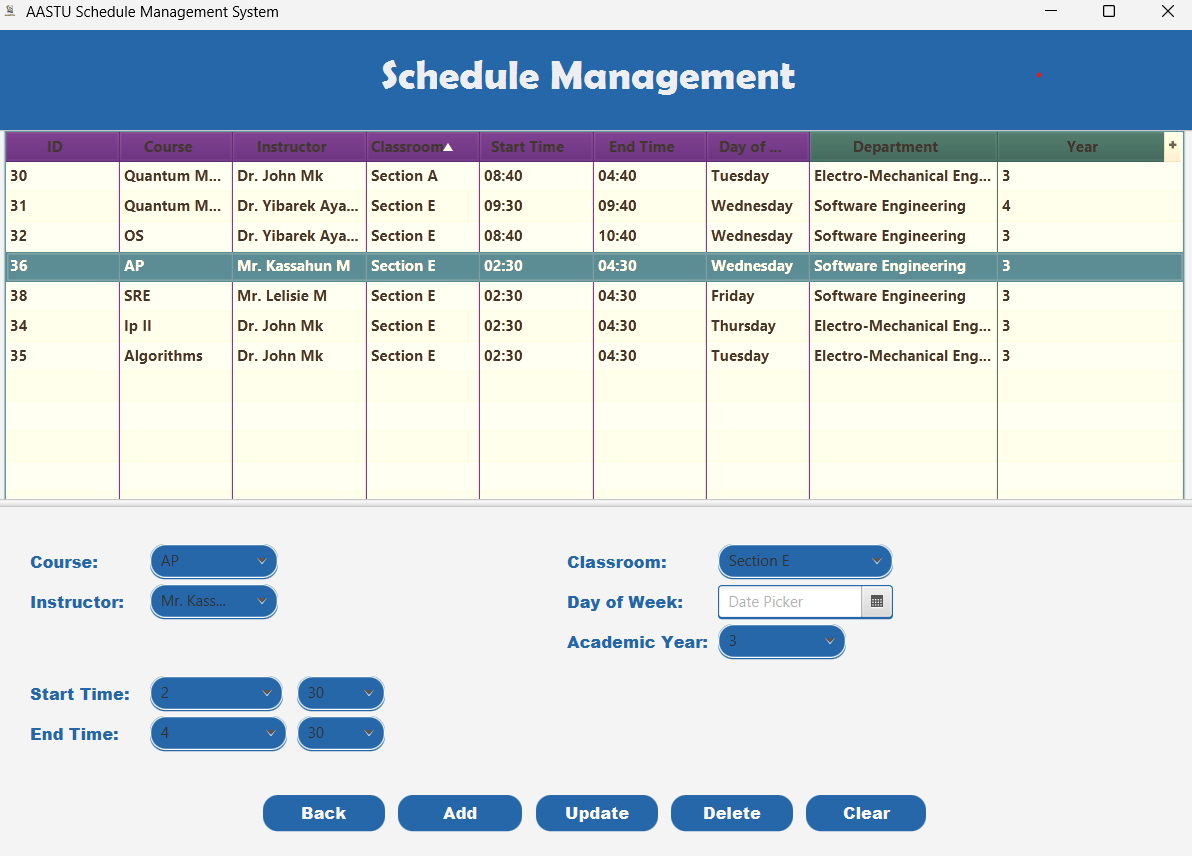 AASTU Schedule Management System
Schedule Management
ID Course Instructor Classroom Start Time End Time Day of ... Department Year +
30 Quantum M... Dr. John Mk Section A 08:40 04:40 Tuesday Electro-Mechanical Eng... 3
31 Quantum M... Dr. Yibarek Aya... Section E 09:30 09:40 Wednesday Software Engineering 4
32 OS Dr. Yibarek Aya... Section E 08:40 10:40 Wednesday Software Engineering 3
36 AP Mr. Kassahun M Section E 02:30 04:30 Wednesday Software Engineering 3
38 SRE Mr. Lelisie M Section E 02:30 04:30 Friday Software Engineering 3
34 Ip II Dr. John Mk Section E 02:30 04:30 Thursday Electro-Mechanical Eng... 3
35 Algorithms Dr. John Mk Section E 02:30 04:30 Tuesday Electro-Mechanical Eng... 3
Course: AP Classroom: Section E
Instructor: Mr. Kass... Day of Week: Date Picker
Academic Year: 3
Start Time: 2 30
End Time: 4 30
Back Add Update Delete Clear